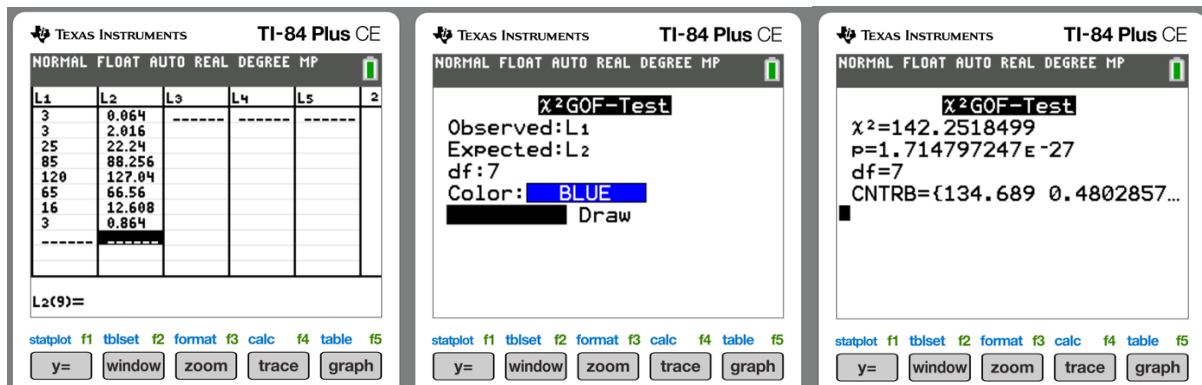 TEXAS INSTRUMENTS TI-84 Plus CE
NORMAL FLOAT AUTO REAL DEGREE MP
L1 L2 L3 L4 L5 2
3 0.064 ------ ------ ------
3 2.016
25 22.24
85 88.256
120 127.04
65 66.56
16 12.608
3 0.864
------ ------
L2(9)=
statplot f1 tblset f2 format f3 calc f4 table f5
y= window zoom trace graph
TEXAS INSTRUMENTS TI-84 Plus CE
NORMAL FLOAT AUTO REAL DEGREE MP
χ²GOF-Test
Observed:L1
Expected:L2
df:7
Color: BLUE
Draw
statplot f1 tblset f2 format f3 calc f4 table f5
y= window zoom trace graph
TEXAS INSTRUMENTS TI-84 Plus CE
NORMAL FLOAT AUTO REAL DEGREE MP
χ²GOF-Test
χ²=142.2518499
p=1.714797247ᴇ-27
df=7
CNTRB={134.689 0.4802857…
statplot f1 tblset f2 format f3 calc f4 table f5
y= window zoom trace graph